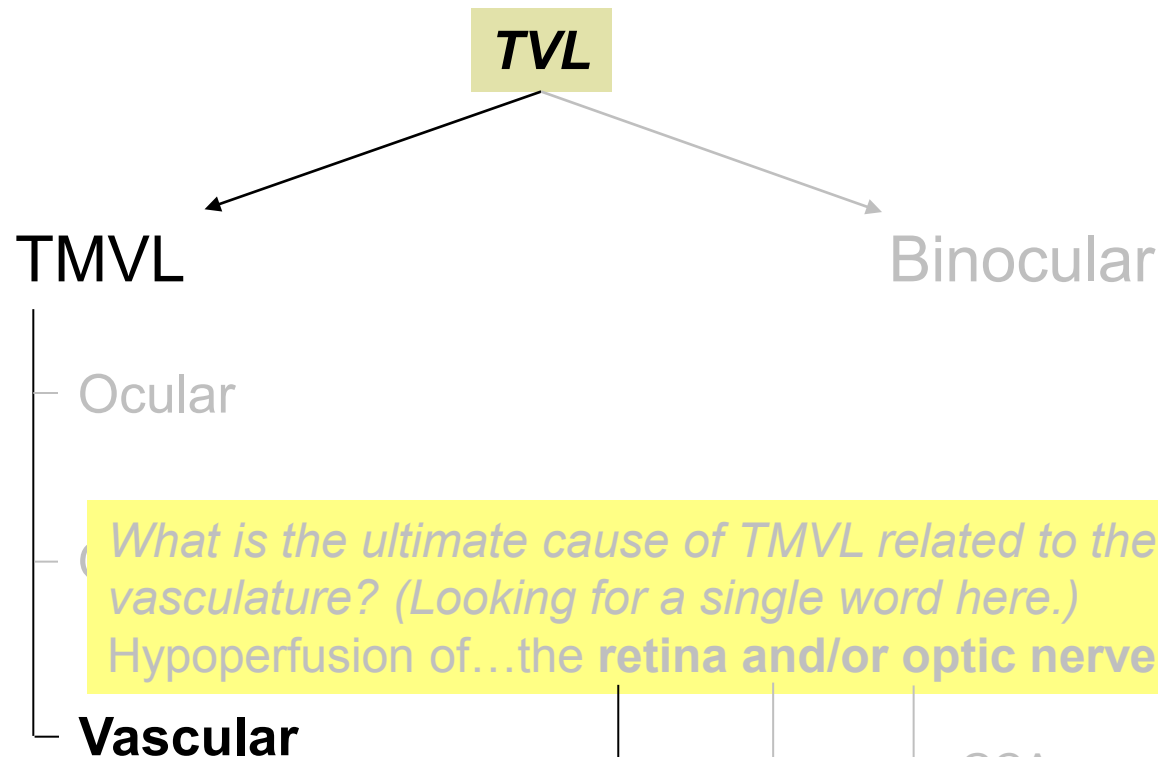 TVL
TMVL
Binocular
Ocular
What is the ultimate cause of TMVL related to the
vasculature? (Looking for a single word here.)
Hypoperfusion of…the retina and/or optic nerve
Vascular